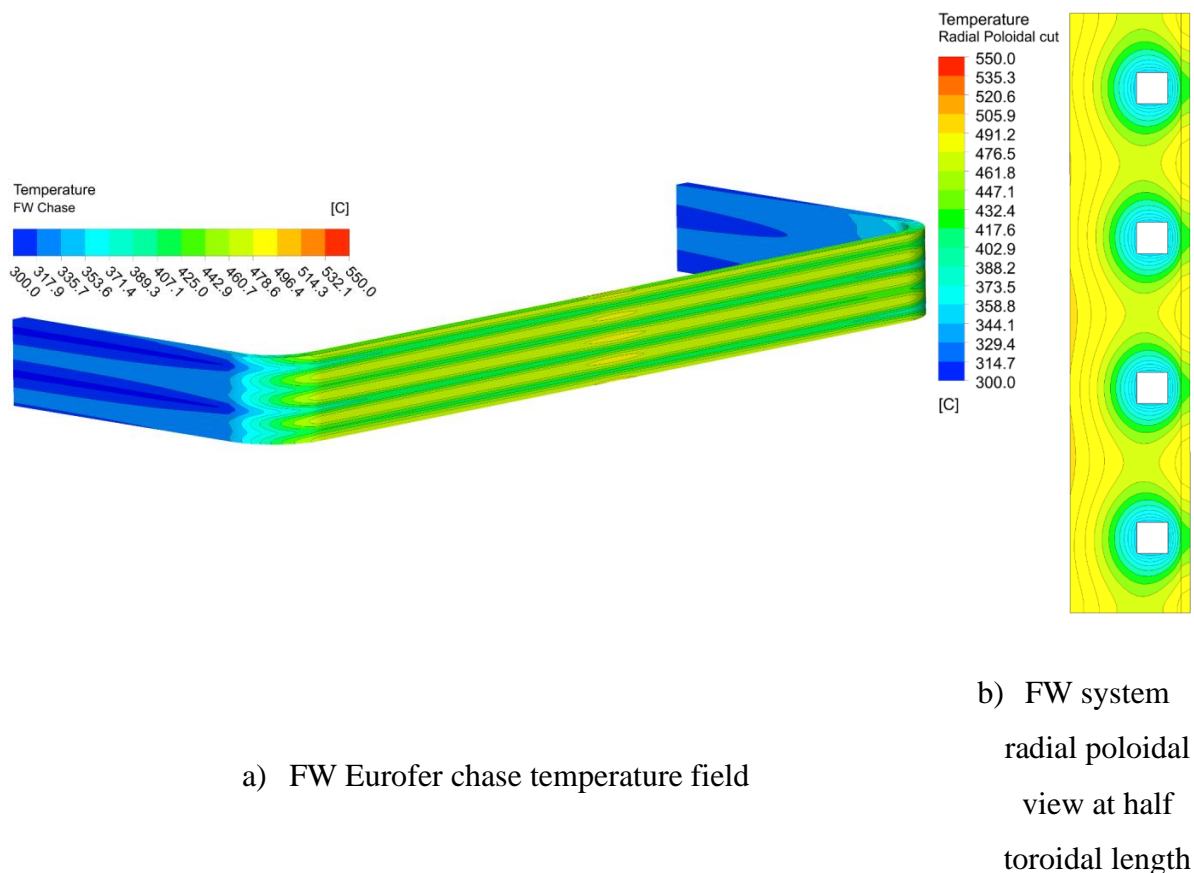 Temperature
Radial Poloidal cut
550.0
535.3
520.6
505.9
491.2
476.5
461.8
447.1
432.4
417.6
402.9
388.2
373.5
358.8
344.1
329.4
314.7
300.0
[C]
Temperature
FW Chase [C]
300.0 317.9 335.7 353.6 371.4 389.3 407.1 425.0 442.9 460.7 478.6 496.4 514.3 532.1 550.0
a) FW Eurofer chase temperature field
b) FW system
radial poloidal
view at half
toroidal length